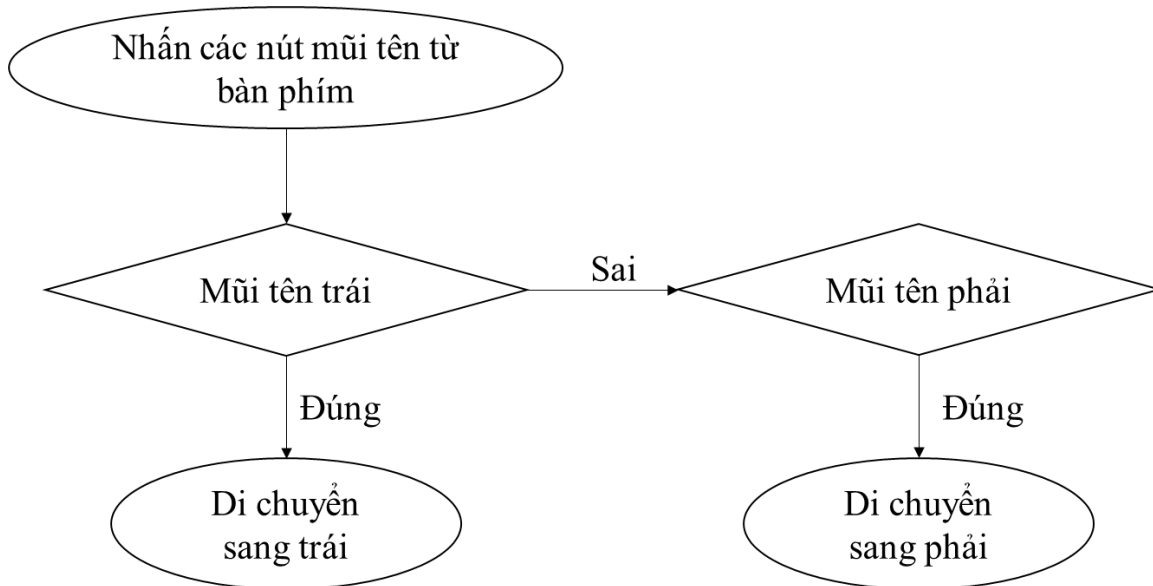 Nhấn các nút mũi tên từ
bàn phím
Mũi tên trái
Sai
Mũi tên phải
Đúng
Đúng
Di chuyển
sang trái
Di chuyển
sang phải